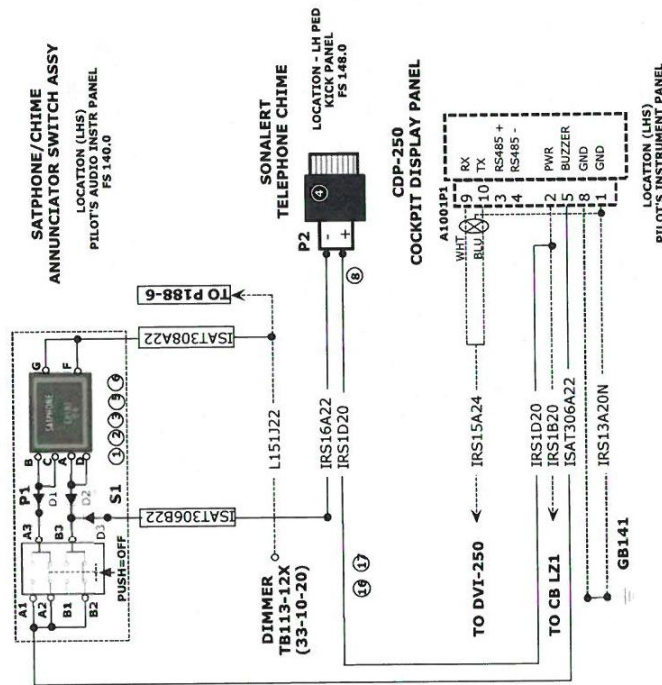 SATPHONE/CHIME
ANNUNCIATOR SWITCH ASSY
LOCATION (LHS)
PILOT'S AUDIO INSTR PANEL
FS 140.0
SATPHONE
G
F
B
C
A
D
P1
D1
D2
S1
D3
A3
B3
A1
A2
B1
B2
PUSH=OFF
1 2 3 5 6
TO P188-6
ISAT308A22
ISAT306B22
L151J22
DIMMER
TB113-12X
(33-10-20)
SONALERT
TELEPHONE CHIME
LOCATION - LH PED
KICK PANEL
FS 148.0
4
P2
-
+
8
IRS16A22
IRS1D20
16 17
CDP-250
COCKPIT DISPLAY PANEL
A1001P1
WHT
BLU
9 RX
10 TX
3 RS485 +
4 RS485 -
2 PWR
5 BUZZER
8 GND
1 GND
IRS15A24
TO DVI-250
IRS1D20
IRS1B20
TO CB LZ1
ISAT306A22
IRS13A20N
GB141
LOCATION (LHS)
PILOT'S INSTRUMENT PANEL